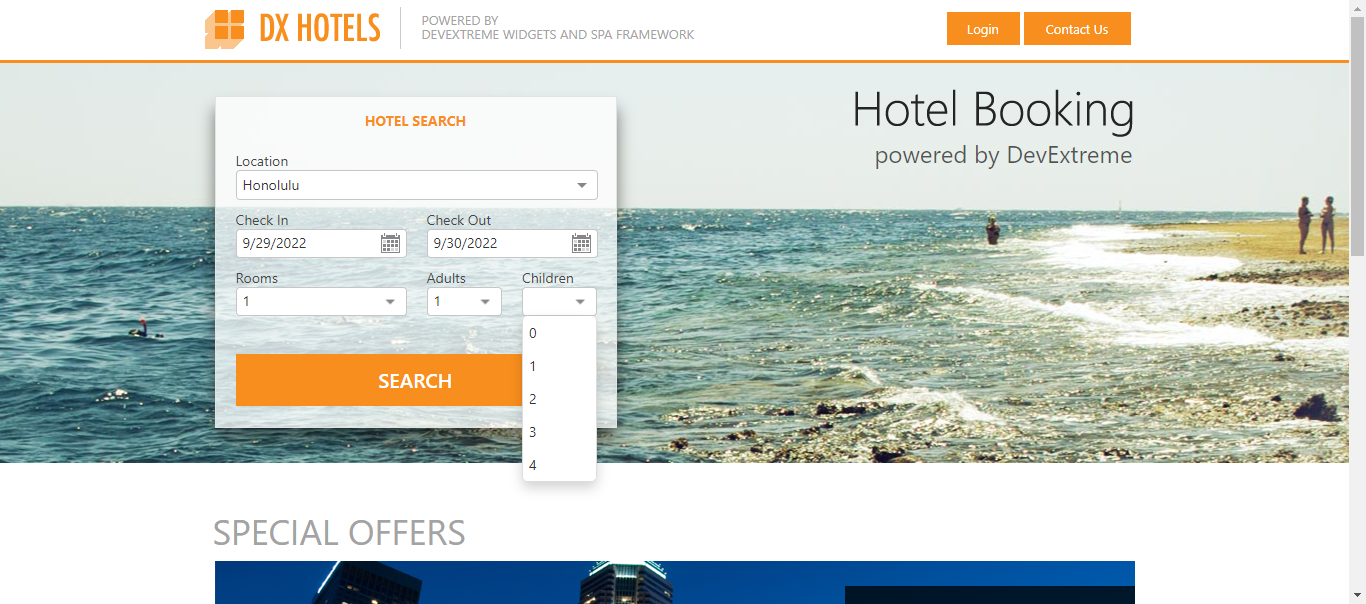 DX HOTELS
POWERED BY
DEVEXTREME WIDGETS AND SPA FRAMEWORK
Login
Contact Us
Hotel Booking
powered by DevExtreme
HOTEL SEARCH
Location
Honolulu
Check In
Check Out
9/29/2022
9/30/2022
Rooms
Adults
Children
1
1
0
1
2
3
4
SEARCH
SPECIAL OFFERS